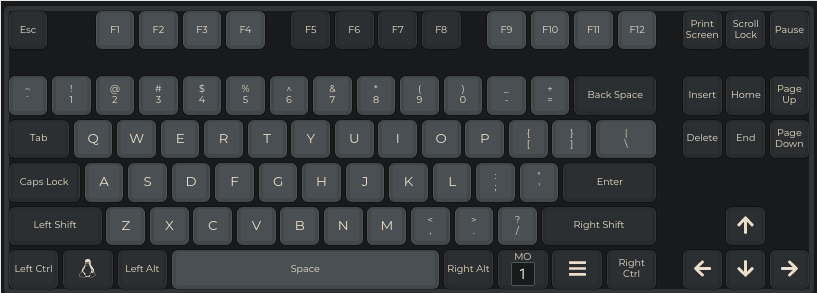 Esc F1 F2 F3 F4 F5 F6 F7 F8 F9 F10 F11 F12 Print Screen Scroll Lock Pause
~ ` ! 1 @ 2 # 3 $ 4 % 5 ^ 6 & 7 * 8 ( 9 ) 0 _ - + = Back Space Insert Home Page Up
Tab Q W E R T Y U I O P { [ } ] | \ Delete End Page Down
Caps Lock A S D F G H J K L : ; " ' Enter
Left Shift Z X C V B N M < , > . ? / Right Shift
Left Ctrl Left Alt Space Right Alt MO 1 Right Ctrl